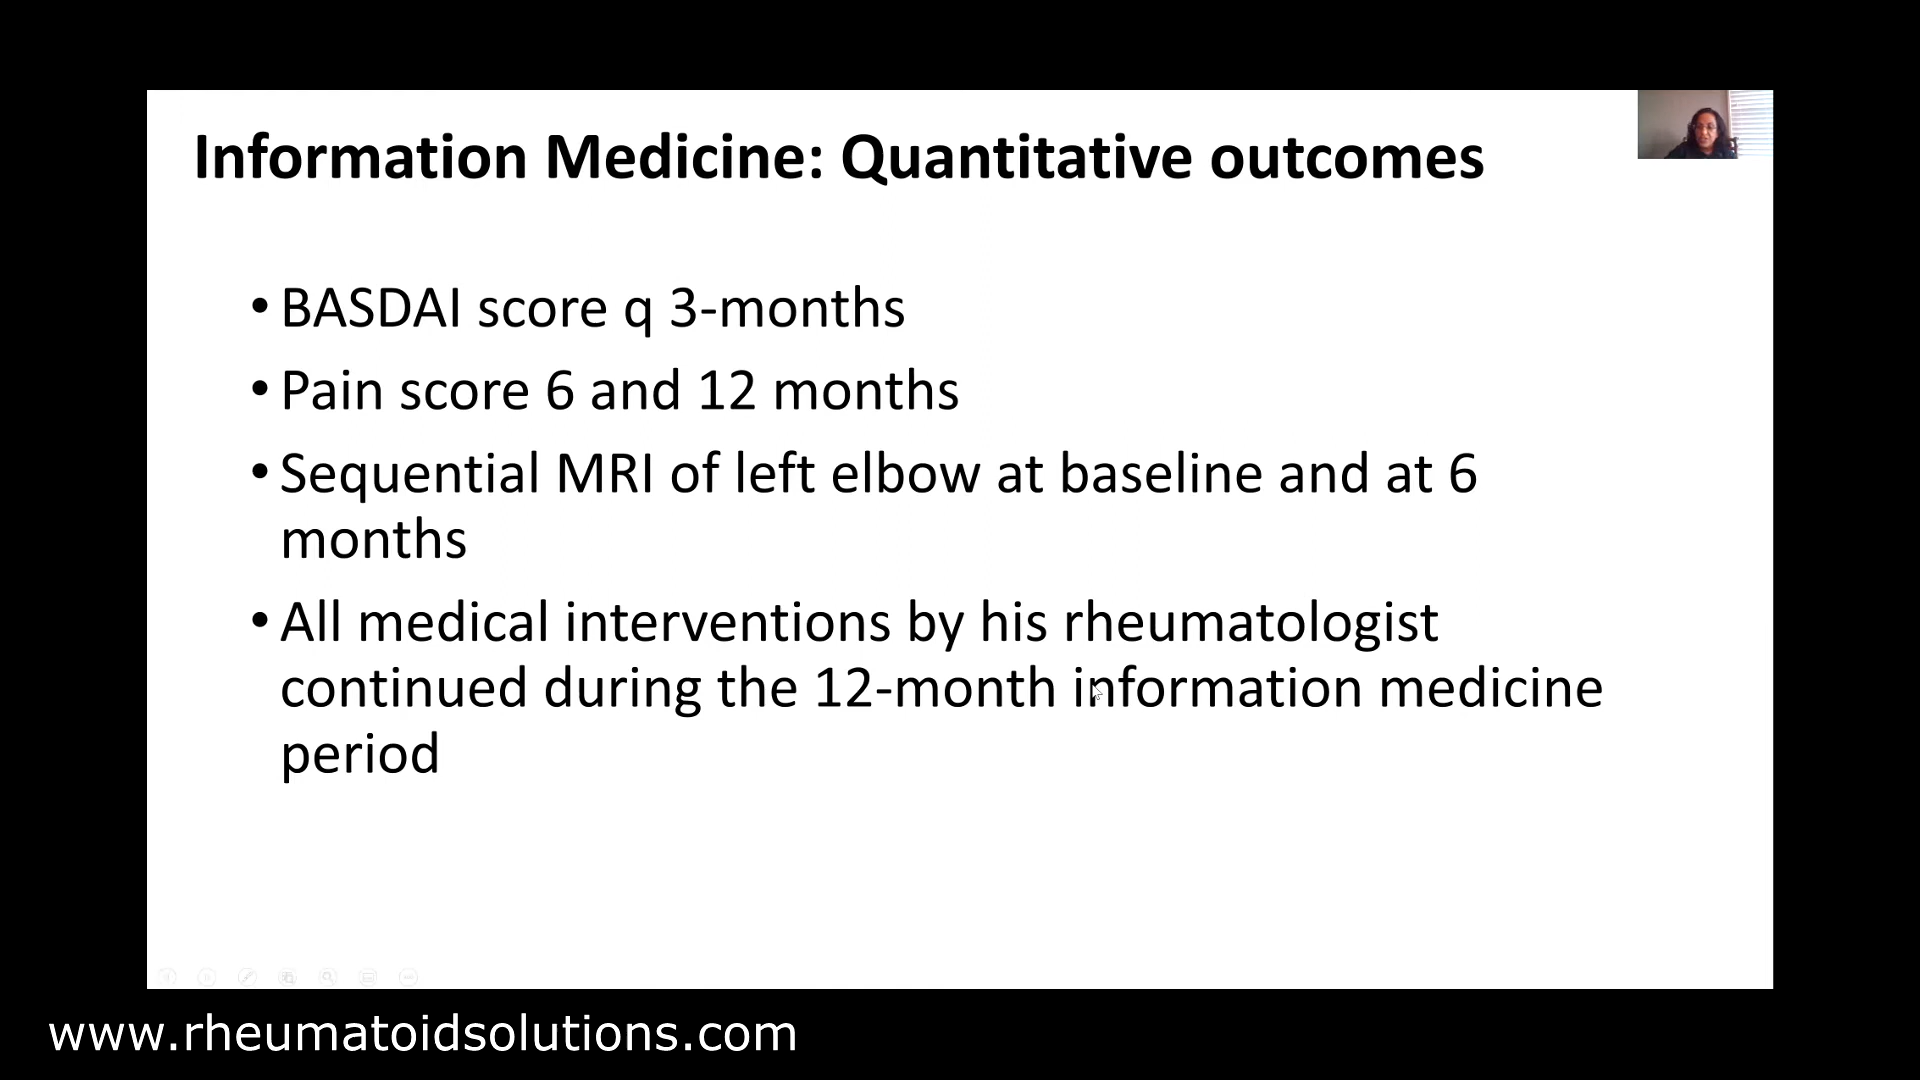 Information Medicine: Quantitative outcomes
• BASDAI score q 3-months
• Pain score 6 and 12 months
• Sequential MRI of left elbow at baseline and at 6
months
• All medical interventions by his rheumatologist
continued during the 12-month information medicine
period
www.rheumatoidsolutions.com